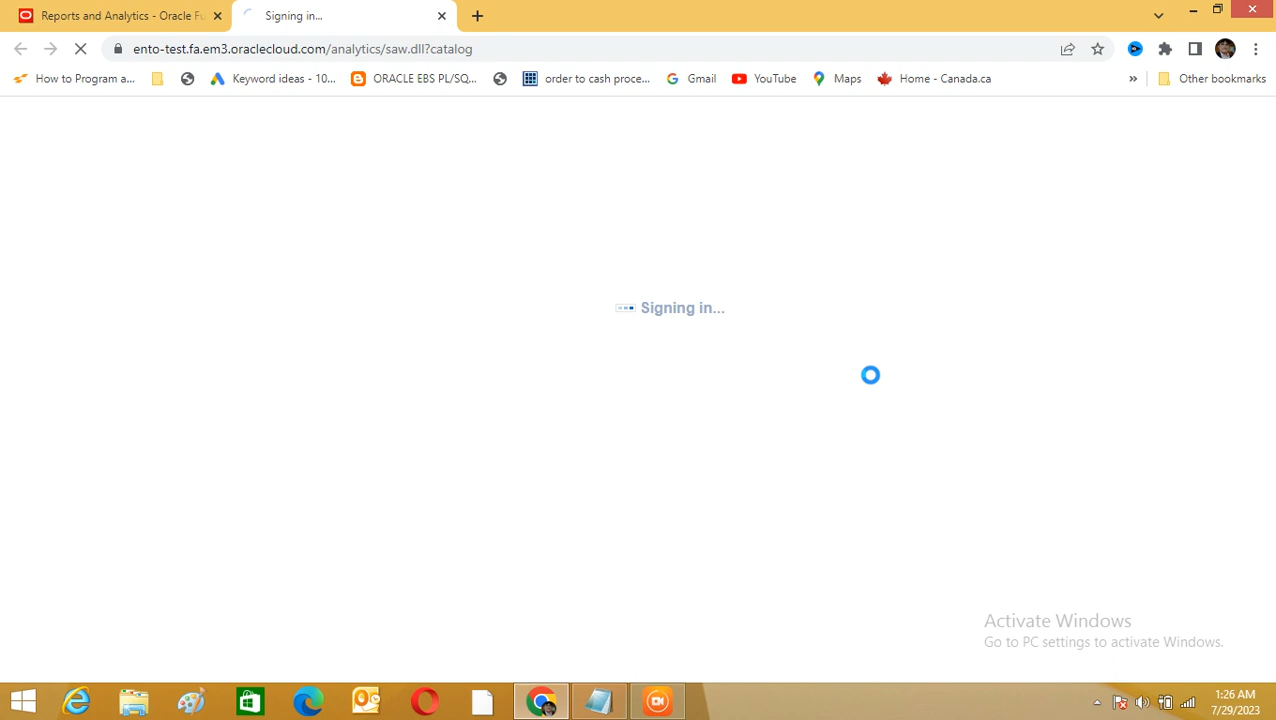 Reports and Analytics - Oracle Fu
Signing in...
ento-test.fa.em3.oraclecloud.com/analytics/saw.dll?catalog
How to Program a...
Keyword ideas - 10...
ORACLE EBS PL/SQ...
order to cash proce...
Gmail
YouTube
Maps
Home - Canada.ca
»
Other bookmarks
Signing in...
Activate Windows
Go to PC settings to activate Windows.
1:26 AM
7/29/2023